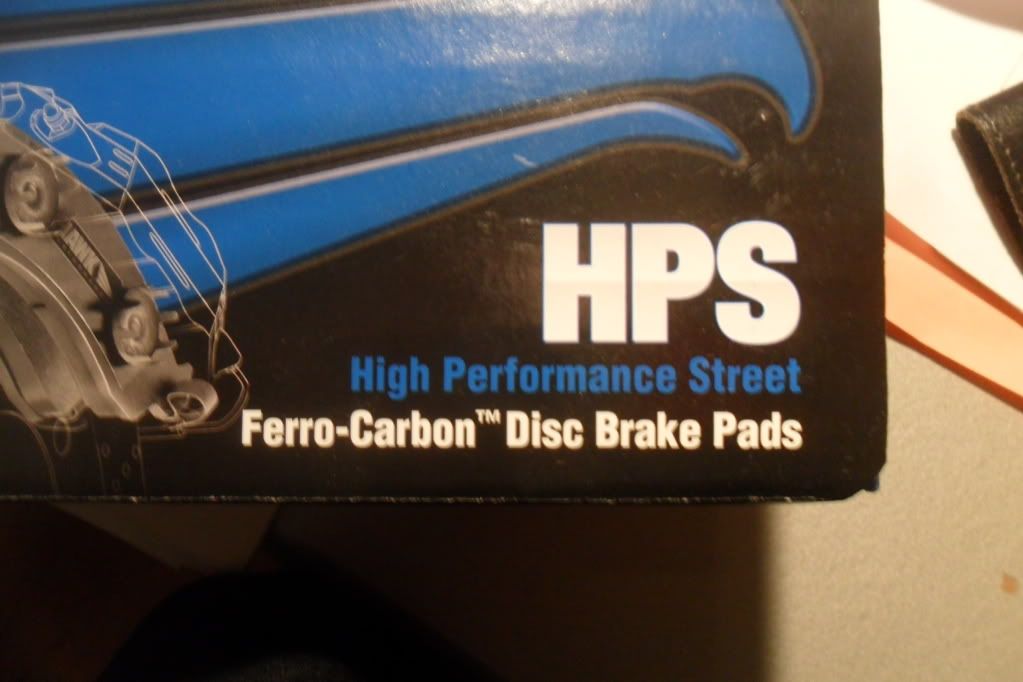 HPS
High Performance Street
Ferro-Carbon™ Disc Brake Pads